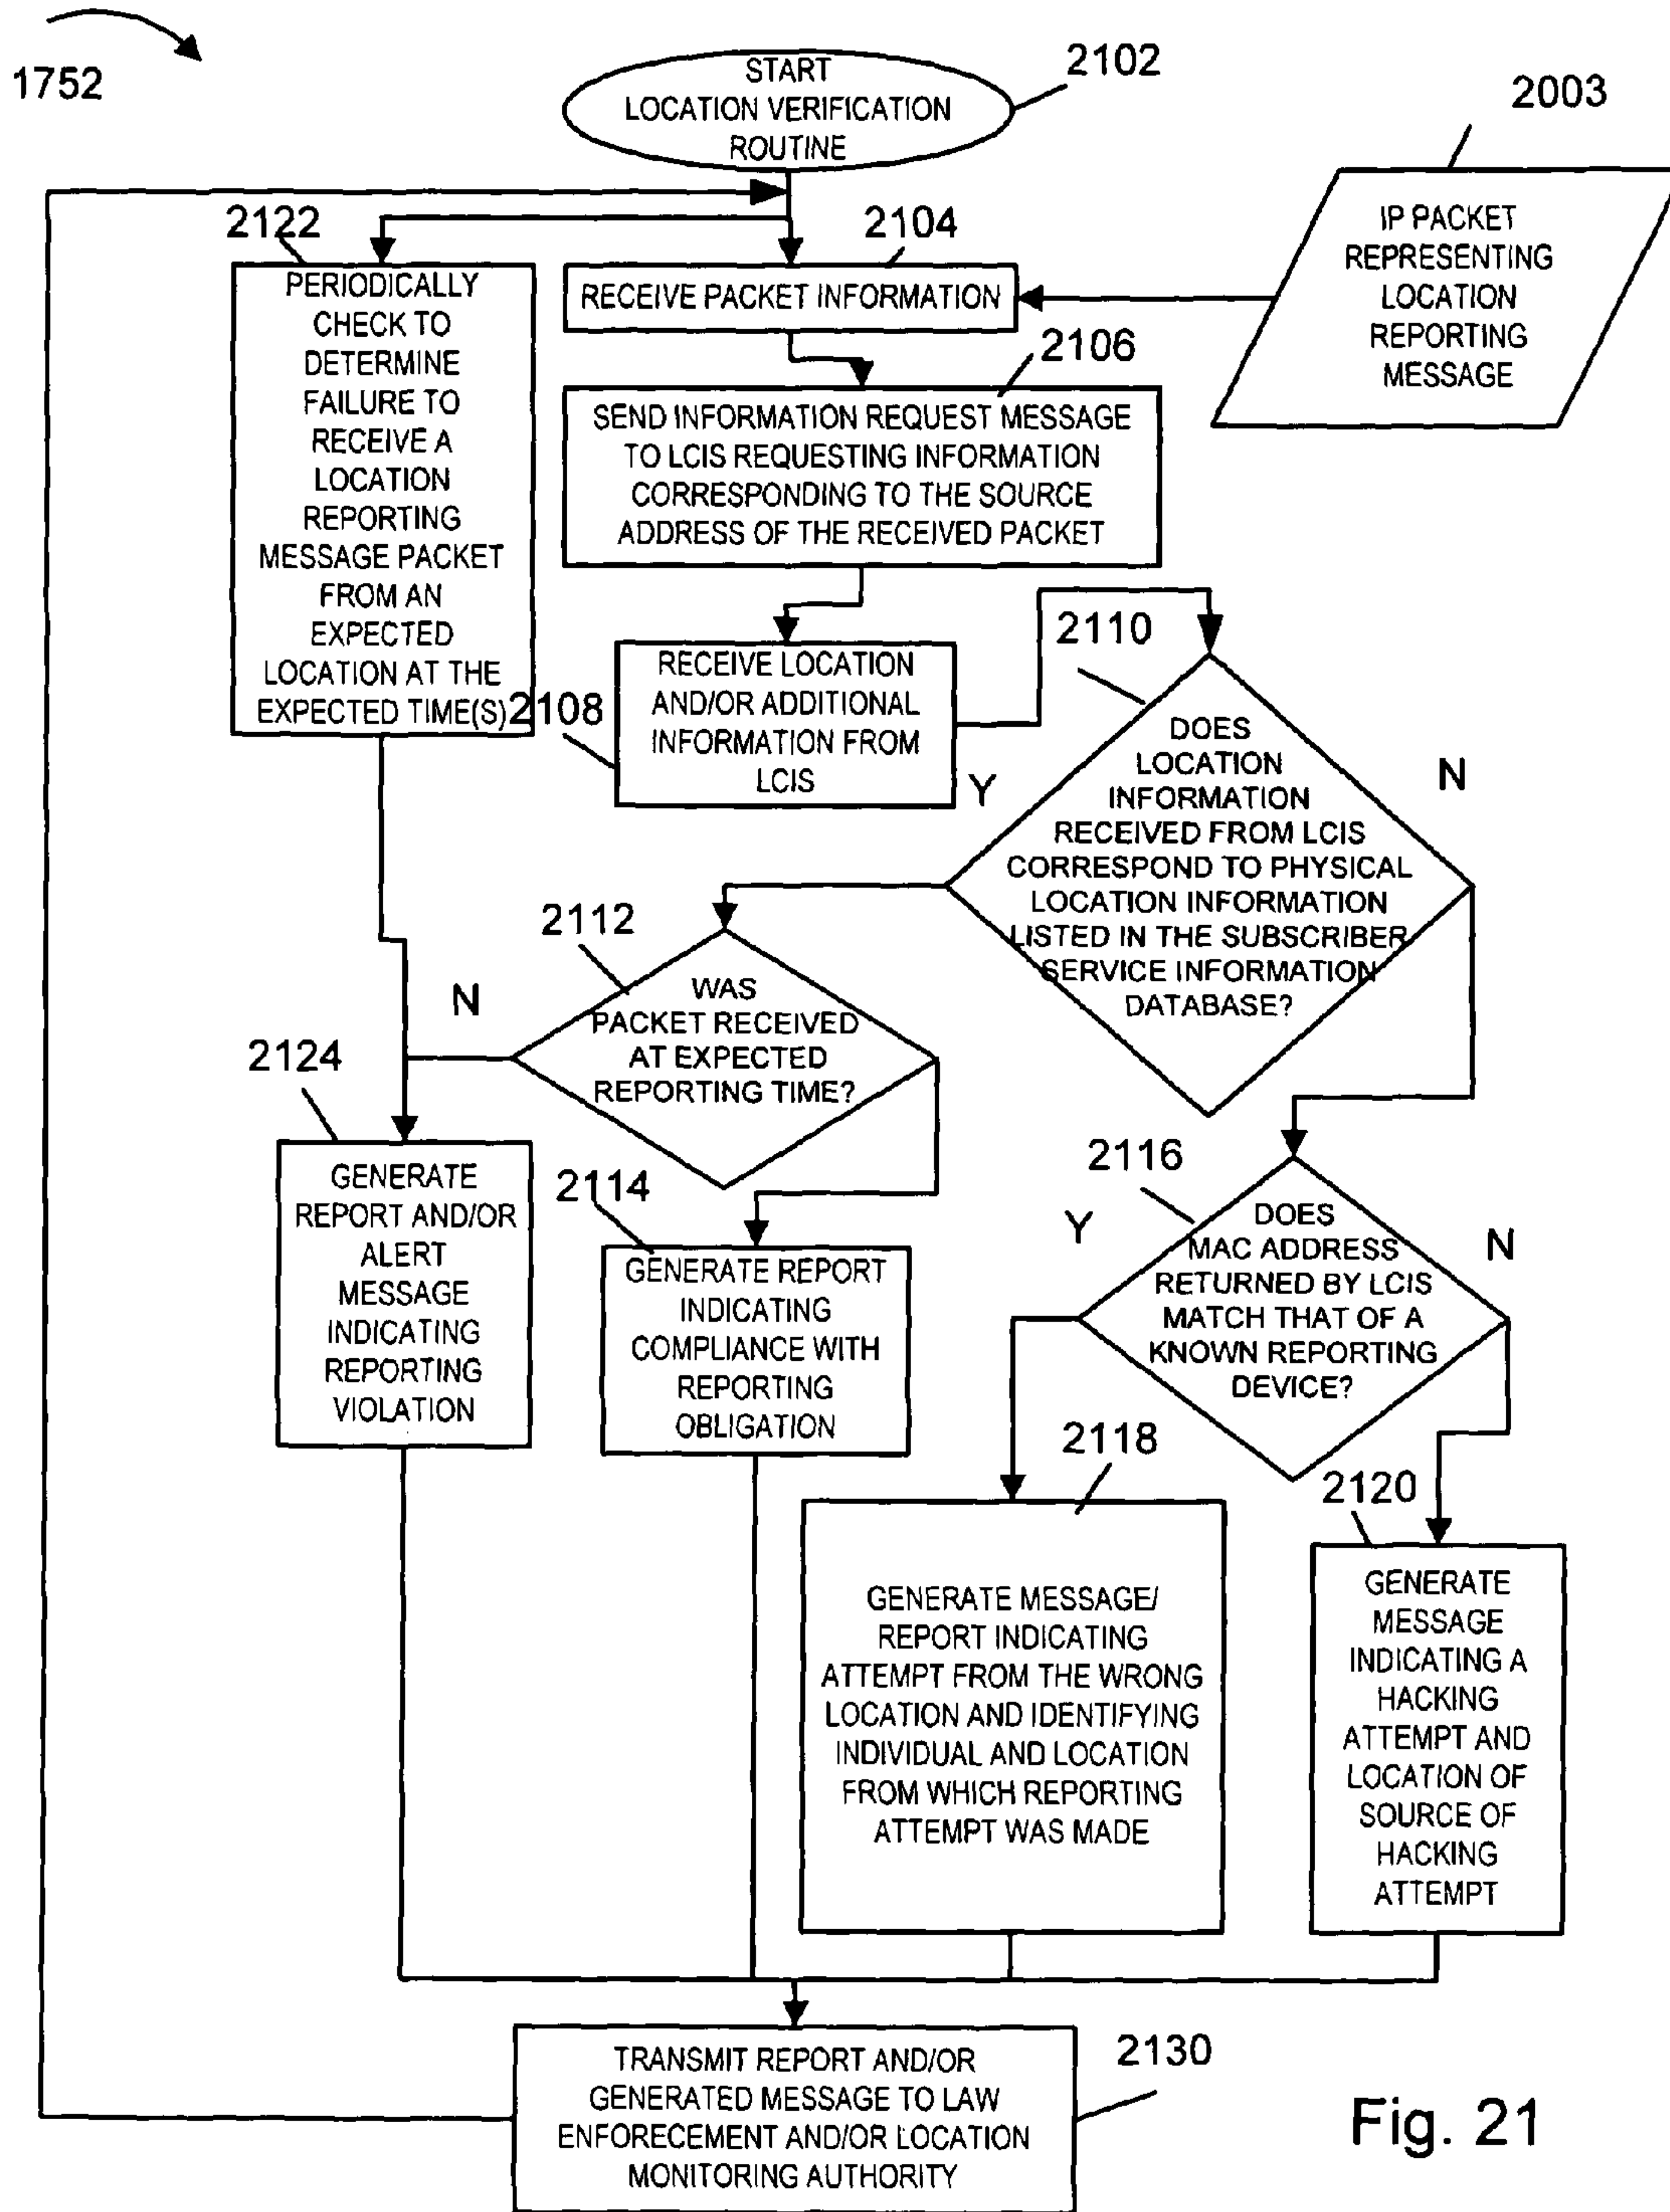 1752
START
LOCATION VERIFICATION
ROUTINE
2102
2003
IP PACKET
REPRESENTING
LOCATION
REPORTING
MESSAGE
2122
PERIODICALLY
CHECK TO
DETERMINE
FAILURE TO
RECEIVE A
LOCATION
REPORTING
MESSAGE PACKET
FROM AN
EXPECTED
LOCATION AT THE
EXPECTED TIME(S)
2104
RECEIVE PACKET INFORMATION
2106
SEND INFORMATION REQUEST MESSAGE
TO LCIS REQUESTING INFORMATION
CORRESPONDING TO THE SOURCE
ADDRESS OF THE RECEIVED PACKET
2108
RECEIVE LOCATION
AND/OR ADDITIONAL
INFORMATION FROM
LCIS
2110
Y
DOES
LOCATION
INFORMATION
RECEIVED FROM LCIS
CORRESPOND TO PHYSICAL
LOCATION INFORMATION
LISTED IN THE SUBSCRIBER
SERVICE INFORMATION
DATABASE?
N
2112
N
WAS
PACKET RECEIVED
AT EXPECTED
REPORTING TIME?
2124
GENERATE
REPORT AND/OR
ALERT
MESSAGE
INDICATING
REPORTING
VIOLATION
2114
GENERATE REPORT
INDICATING
COMPLIANCE WITH
REPORTING
OBLIGATION
2116
Y
DOES
MAC ADDRESS
RETURNED BY LCIS
MATCH THAT OF A
KNOWN REPORTING
DEVICE?
N
2118
GENERATE MESSAGE/
REPORT INDICATING
ATTEMPT FROM THE WRONG
LOCATION AND IDENTIFYING
INDIVIDUAL AND LOCATION
FROM WHICH REPORTING
ATTEMPT WAS MADE
2120
GENERATE
MESSAGE
INDICATING A
HACKING
ATTEMPT AND
LOCATION OF
SOURCE OF
HACKING
ATTEMPT
TRANSMIT REPORT AND/OR
GENERATED MESSAGE TO LAW
ENFORECEMENT AND/OR LOCATION
MONITORING AUTHORITY
2130
Fig. 21